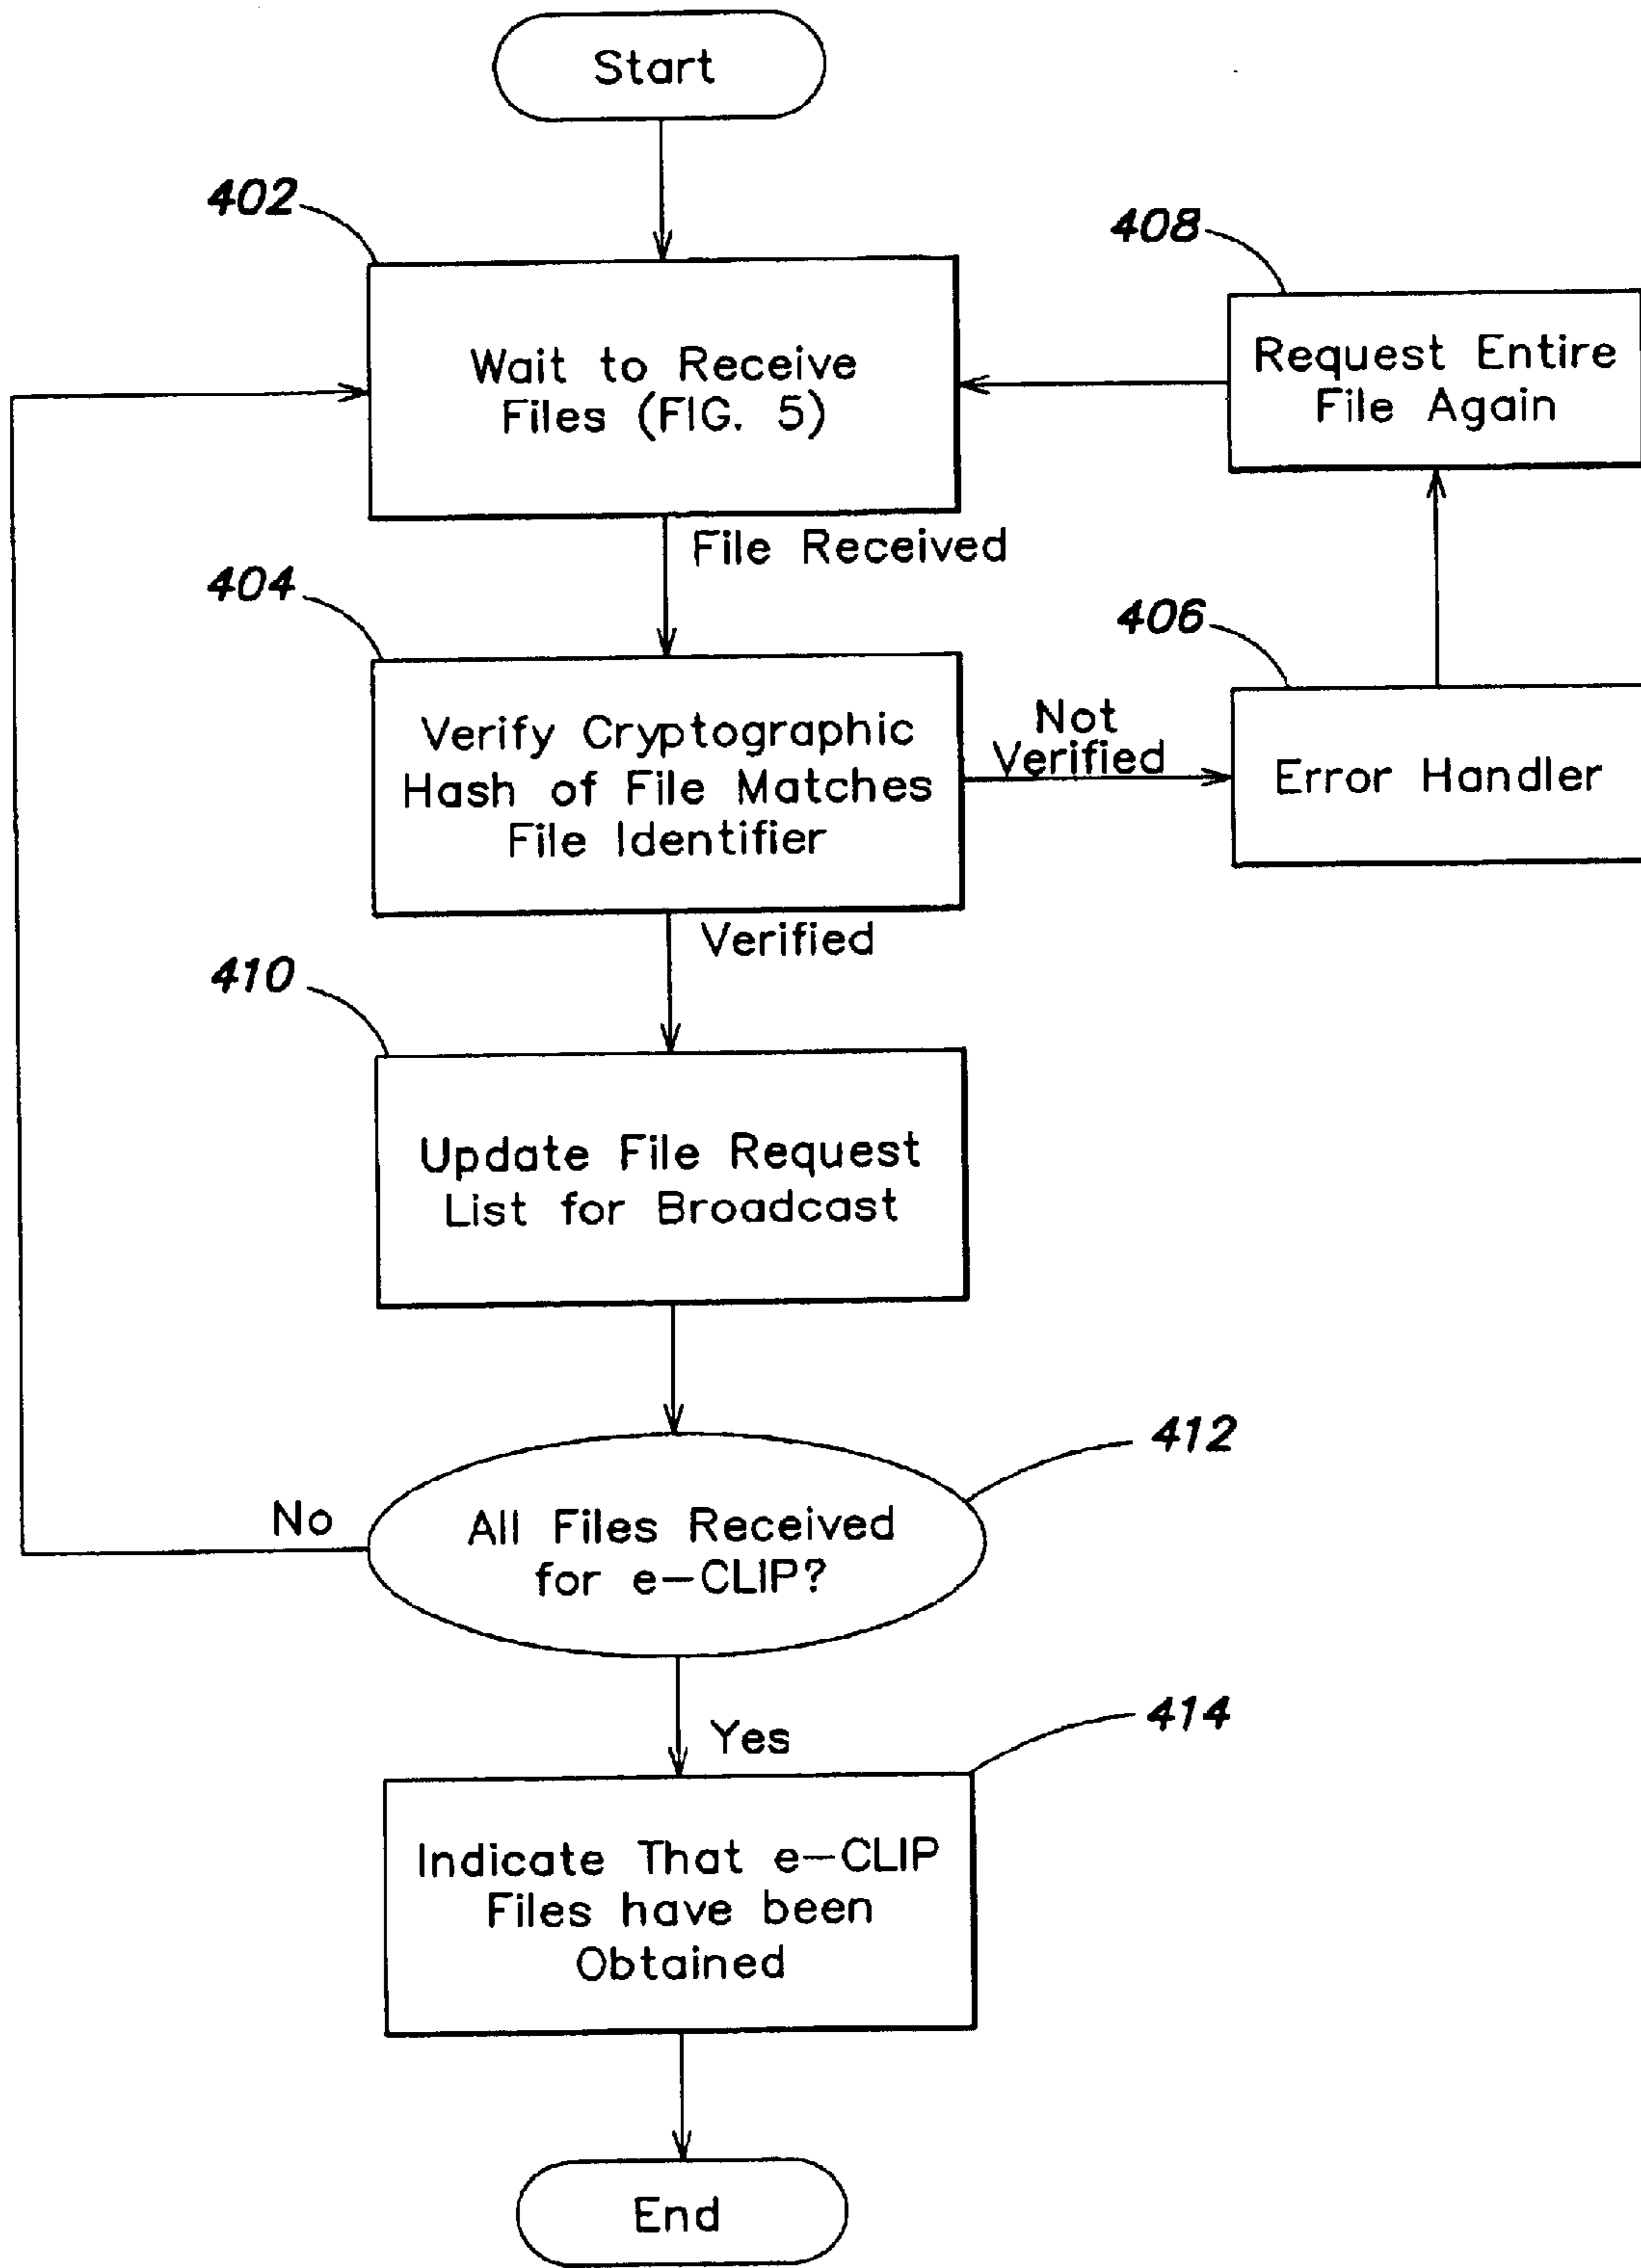 Start
402
408
Wait to Receive
Files (FIG. 5)
Request Entire
File Again
File Received
404
406
Verify Cryptographic
Hash of File Matches
File Identifier
Not
Verified
Error Handler
Verified
410
Update File Request
List for Broadcast
412
No
All Files Received
for e-CLIP?
414
Yes
Indicate That e-CLIP
Files have been
Obtained
End